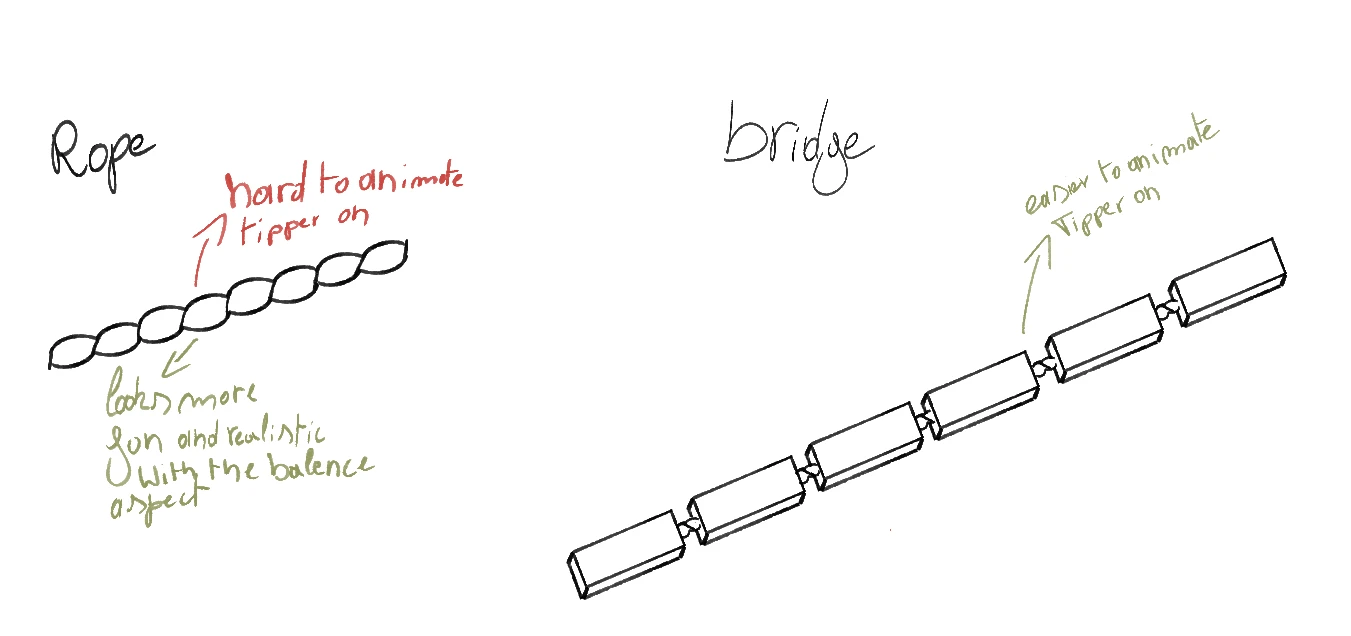 Rope
hard to animate
tipper on
looks more
fun and realistic
with the balence
aspect
bridge
easier to animate
Tipper on